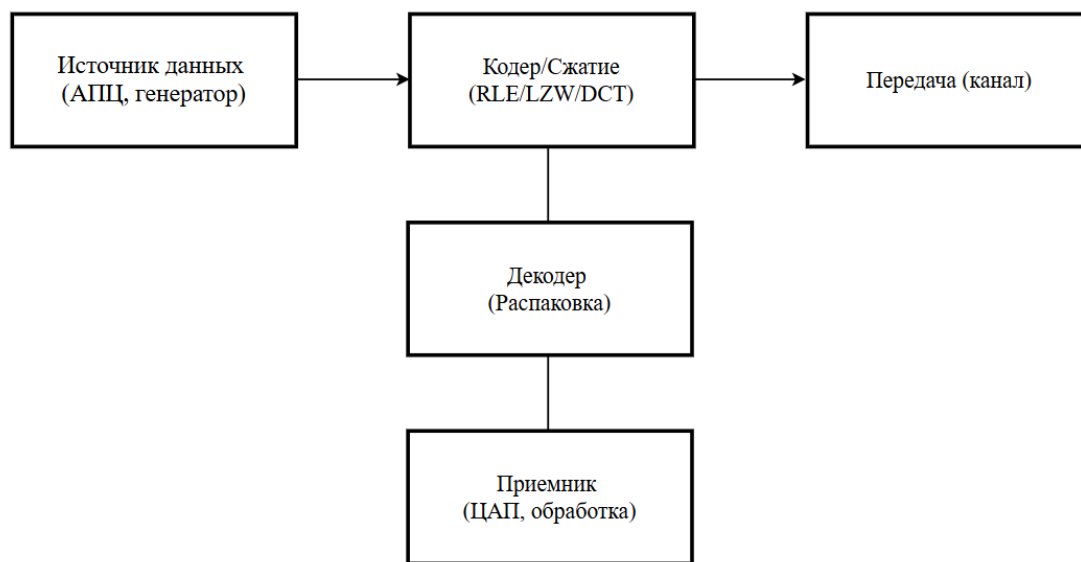 Источник данных
(АПЦ, генератор)
Кодер/Сжатие
(RLE/LZW/DCT)
Передача (канал)
Декодер
(Распаковка)
Приемник
(ЦАП, обработка)